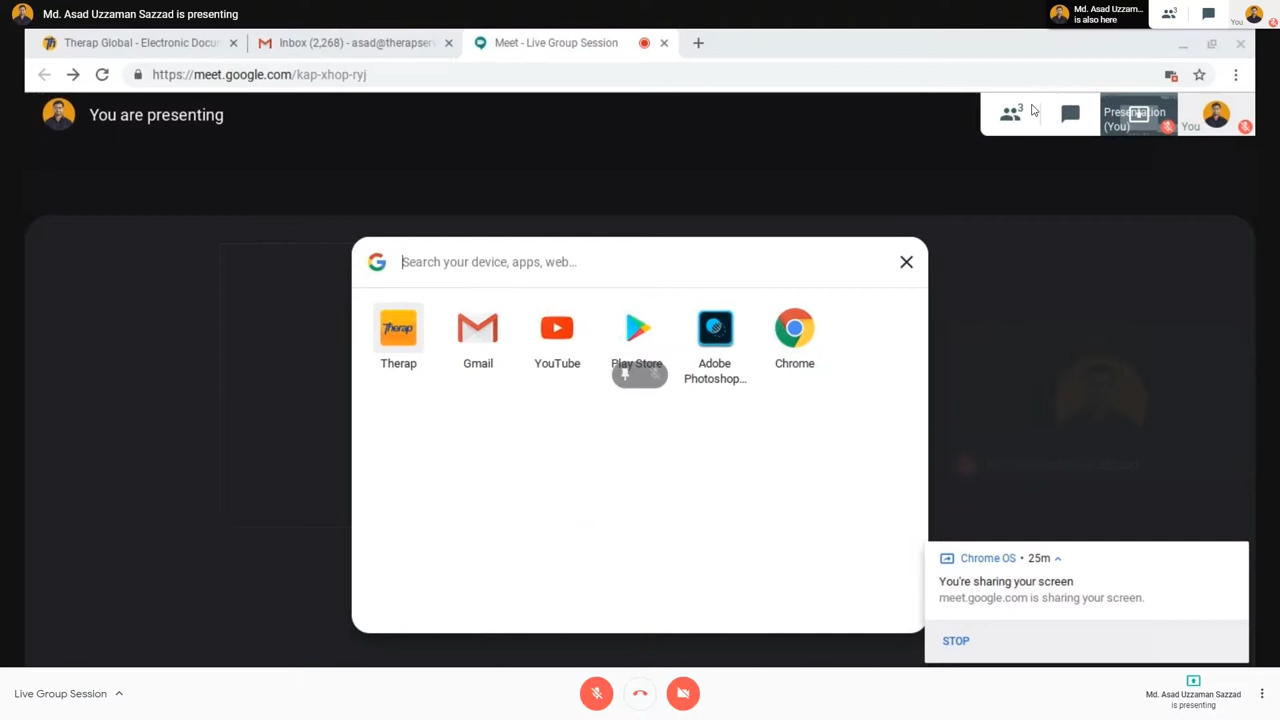 Md. Asad Uzzaman Sazzad is presenting
Md. Asad Uzzam...
is also here
3
You
Therap Global - Electronic Docu
Inbox (2,268) - asad@therapser
Meet - Live Group Session
https://meet.google.com/kap-xhop-ryj
You are presenting
3
Presentation
(You)
You
Search your device, apps, web...
Therap
Therap
Gmail
YouTube
Play Store
Adobe
Photoshop...
Chrome
Chrome OS • 25m
You're sharing your screen
meet.google.com is sharing your screen.
STOP
Live Group Session
Md. Asad Uzzaman Sazzad
is presenting